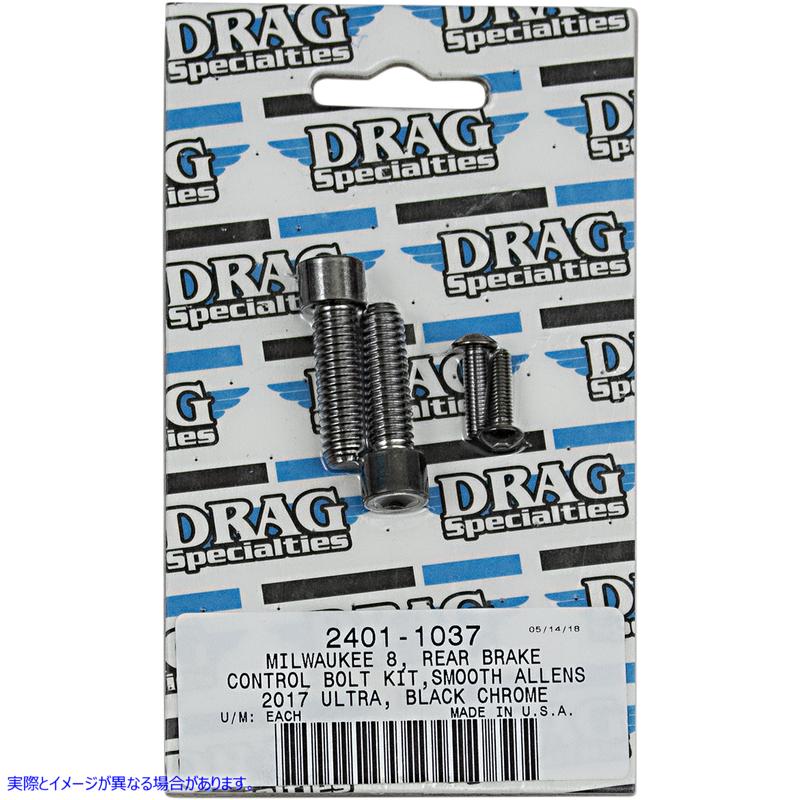 DRAG
Specialties
DRAG
Specialties
DRAG
Specialties
DRAG
Specialties
DRAG
Specialties
DRAG
Specialties
2401-1037
05/14/18
MILWAUKEE 8, REAR BRAKE
CONTROL BOLT KIT,SMOOTH ALLENS
2017 ULTRA, BLACK CHROME
U/M: EACH
MADE IN U.S.A.
実際とイメージが異なる場合があります。